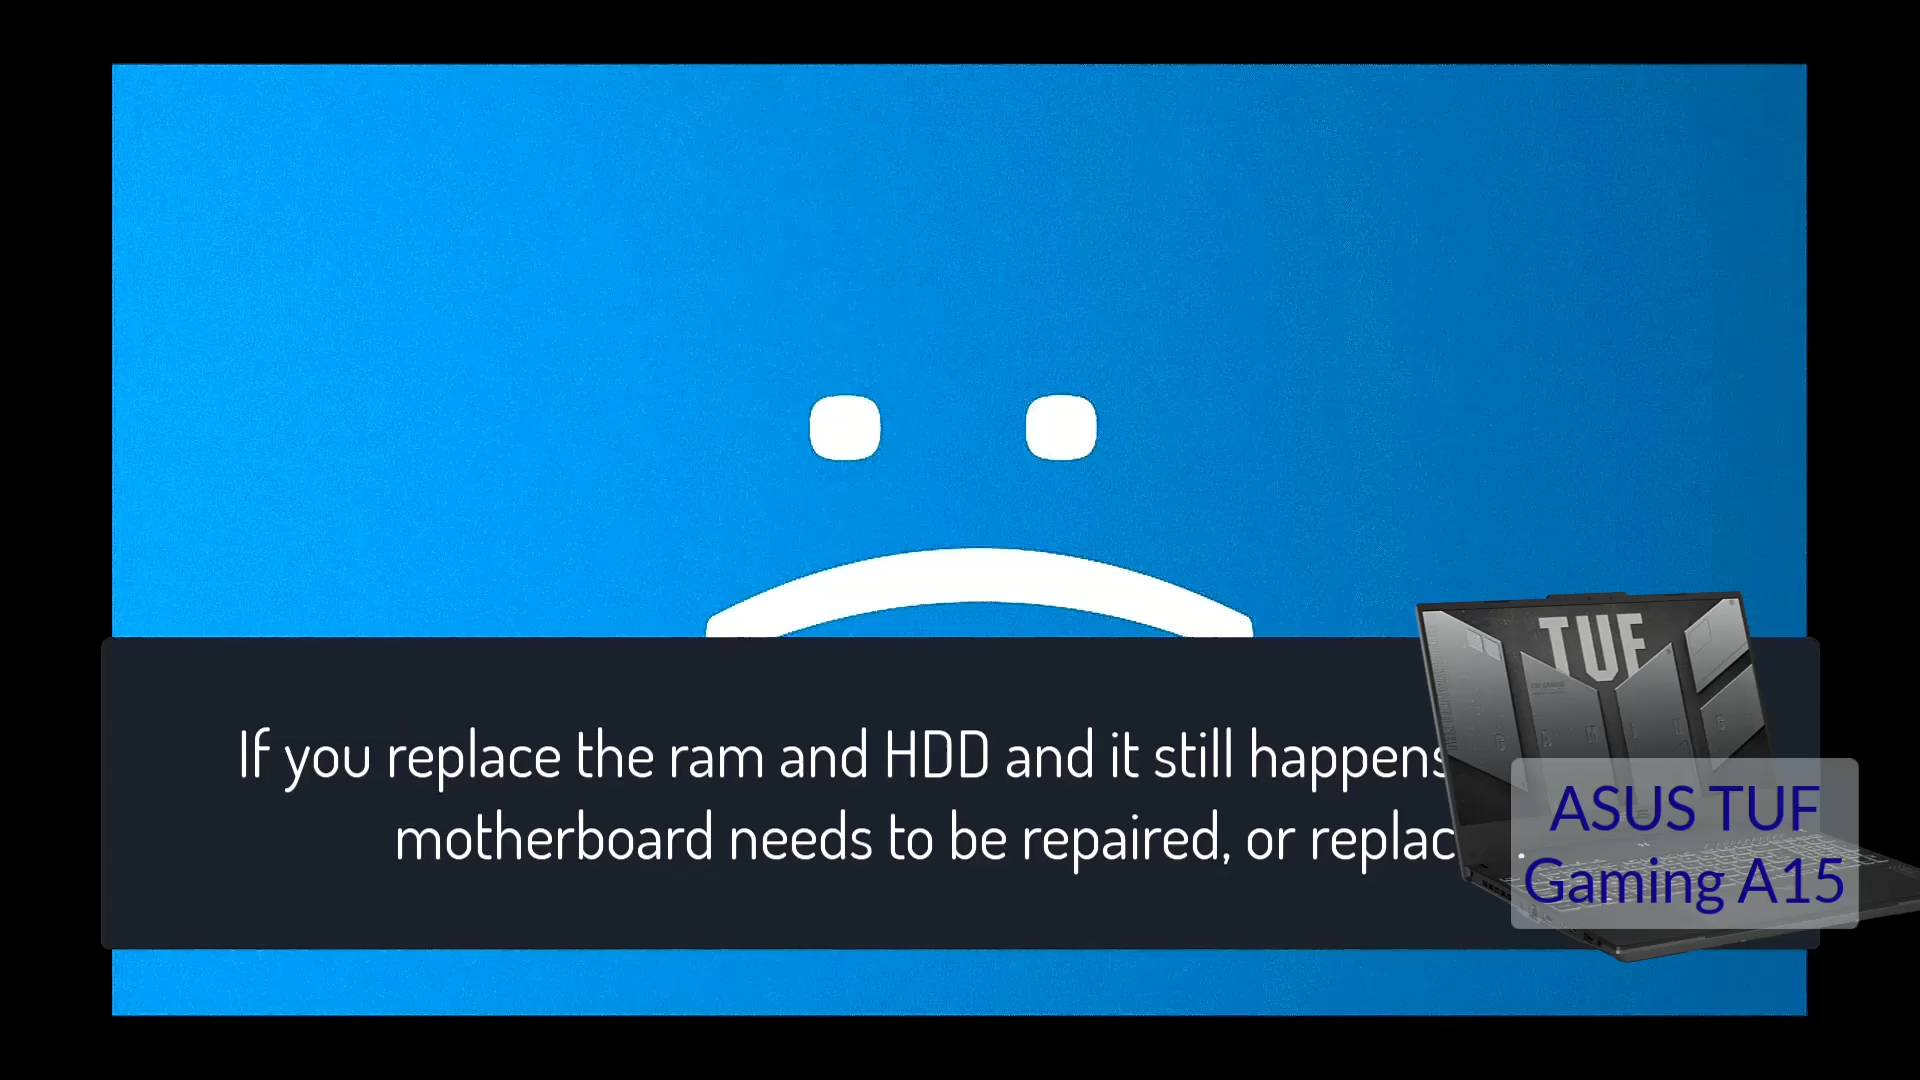 TUF
If you replace the ram and HDD and it still happens
motherboard needs to be repaired, or replac
ASUS TUF
Gaming A15